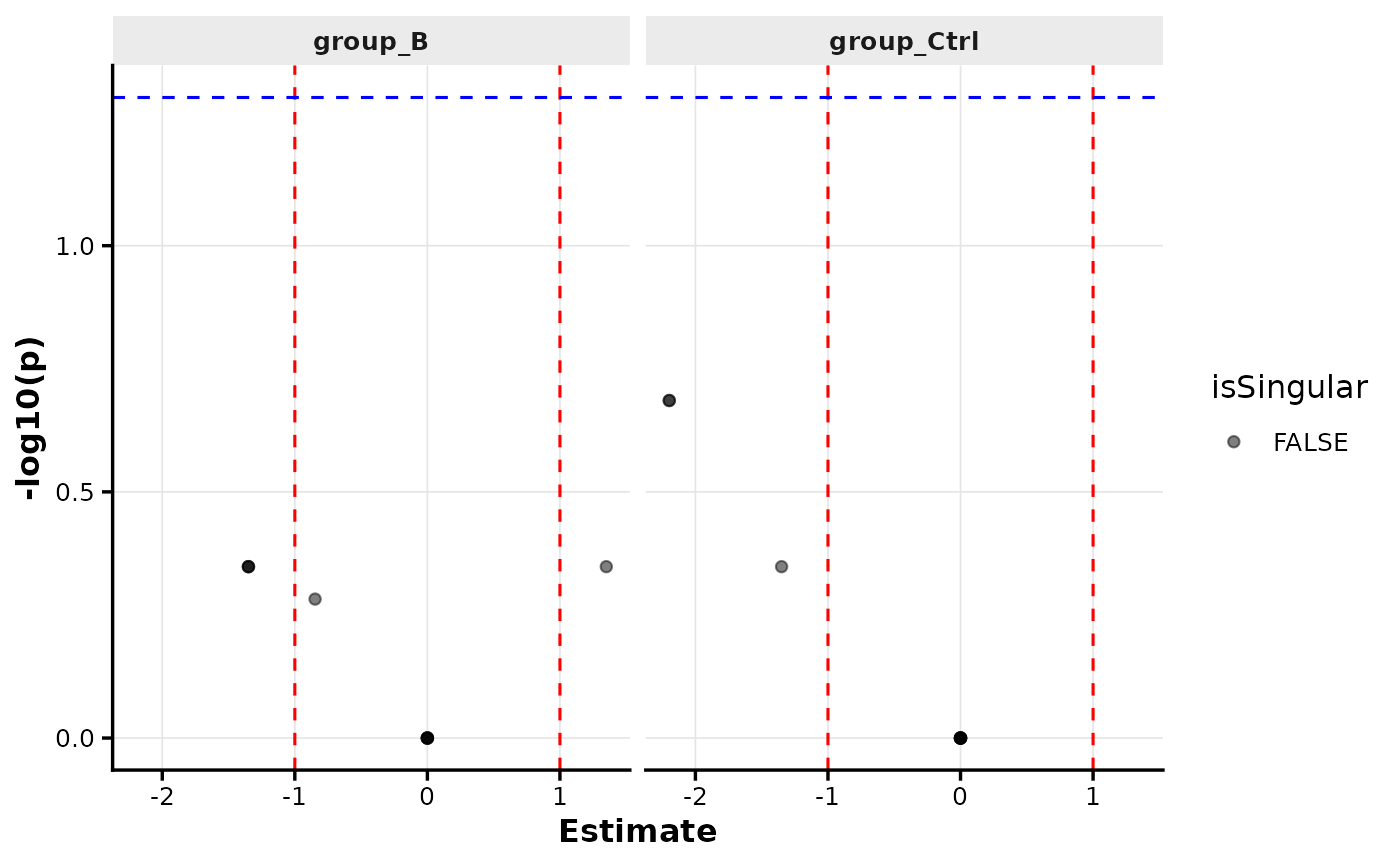 group_B
group_Ctrl
-log10(p)
1.0
0.5
0.0
-2 -1 0 1
-2 -1 0 1
Estimate
isSingular
FALSE